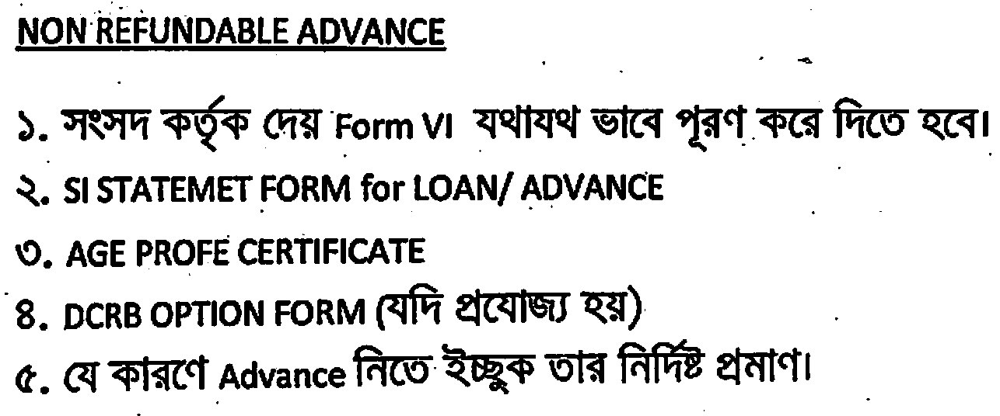 NON REFUNDABLE ADVANCE
১. সংসদ কর্তৃক দেয় Form VI যথাযথ ভাবে পূরণ করে দিতে হবে।
২. SI STATEMET FORM for LOAN/ ADVANCE
৩. AGE PROFE CERTIFICATE
৪. DCRB OPTION FORM (যদি প্রযোজ্য হয়)
৫. যে কারণে Advance নিতে ইচ্ছুক তার নির্দিষ্ট প্রমাণ।